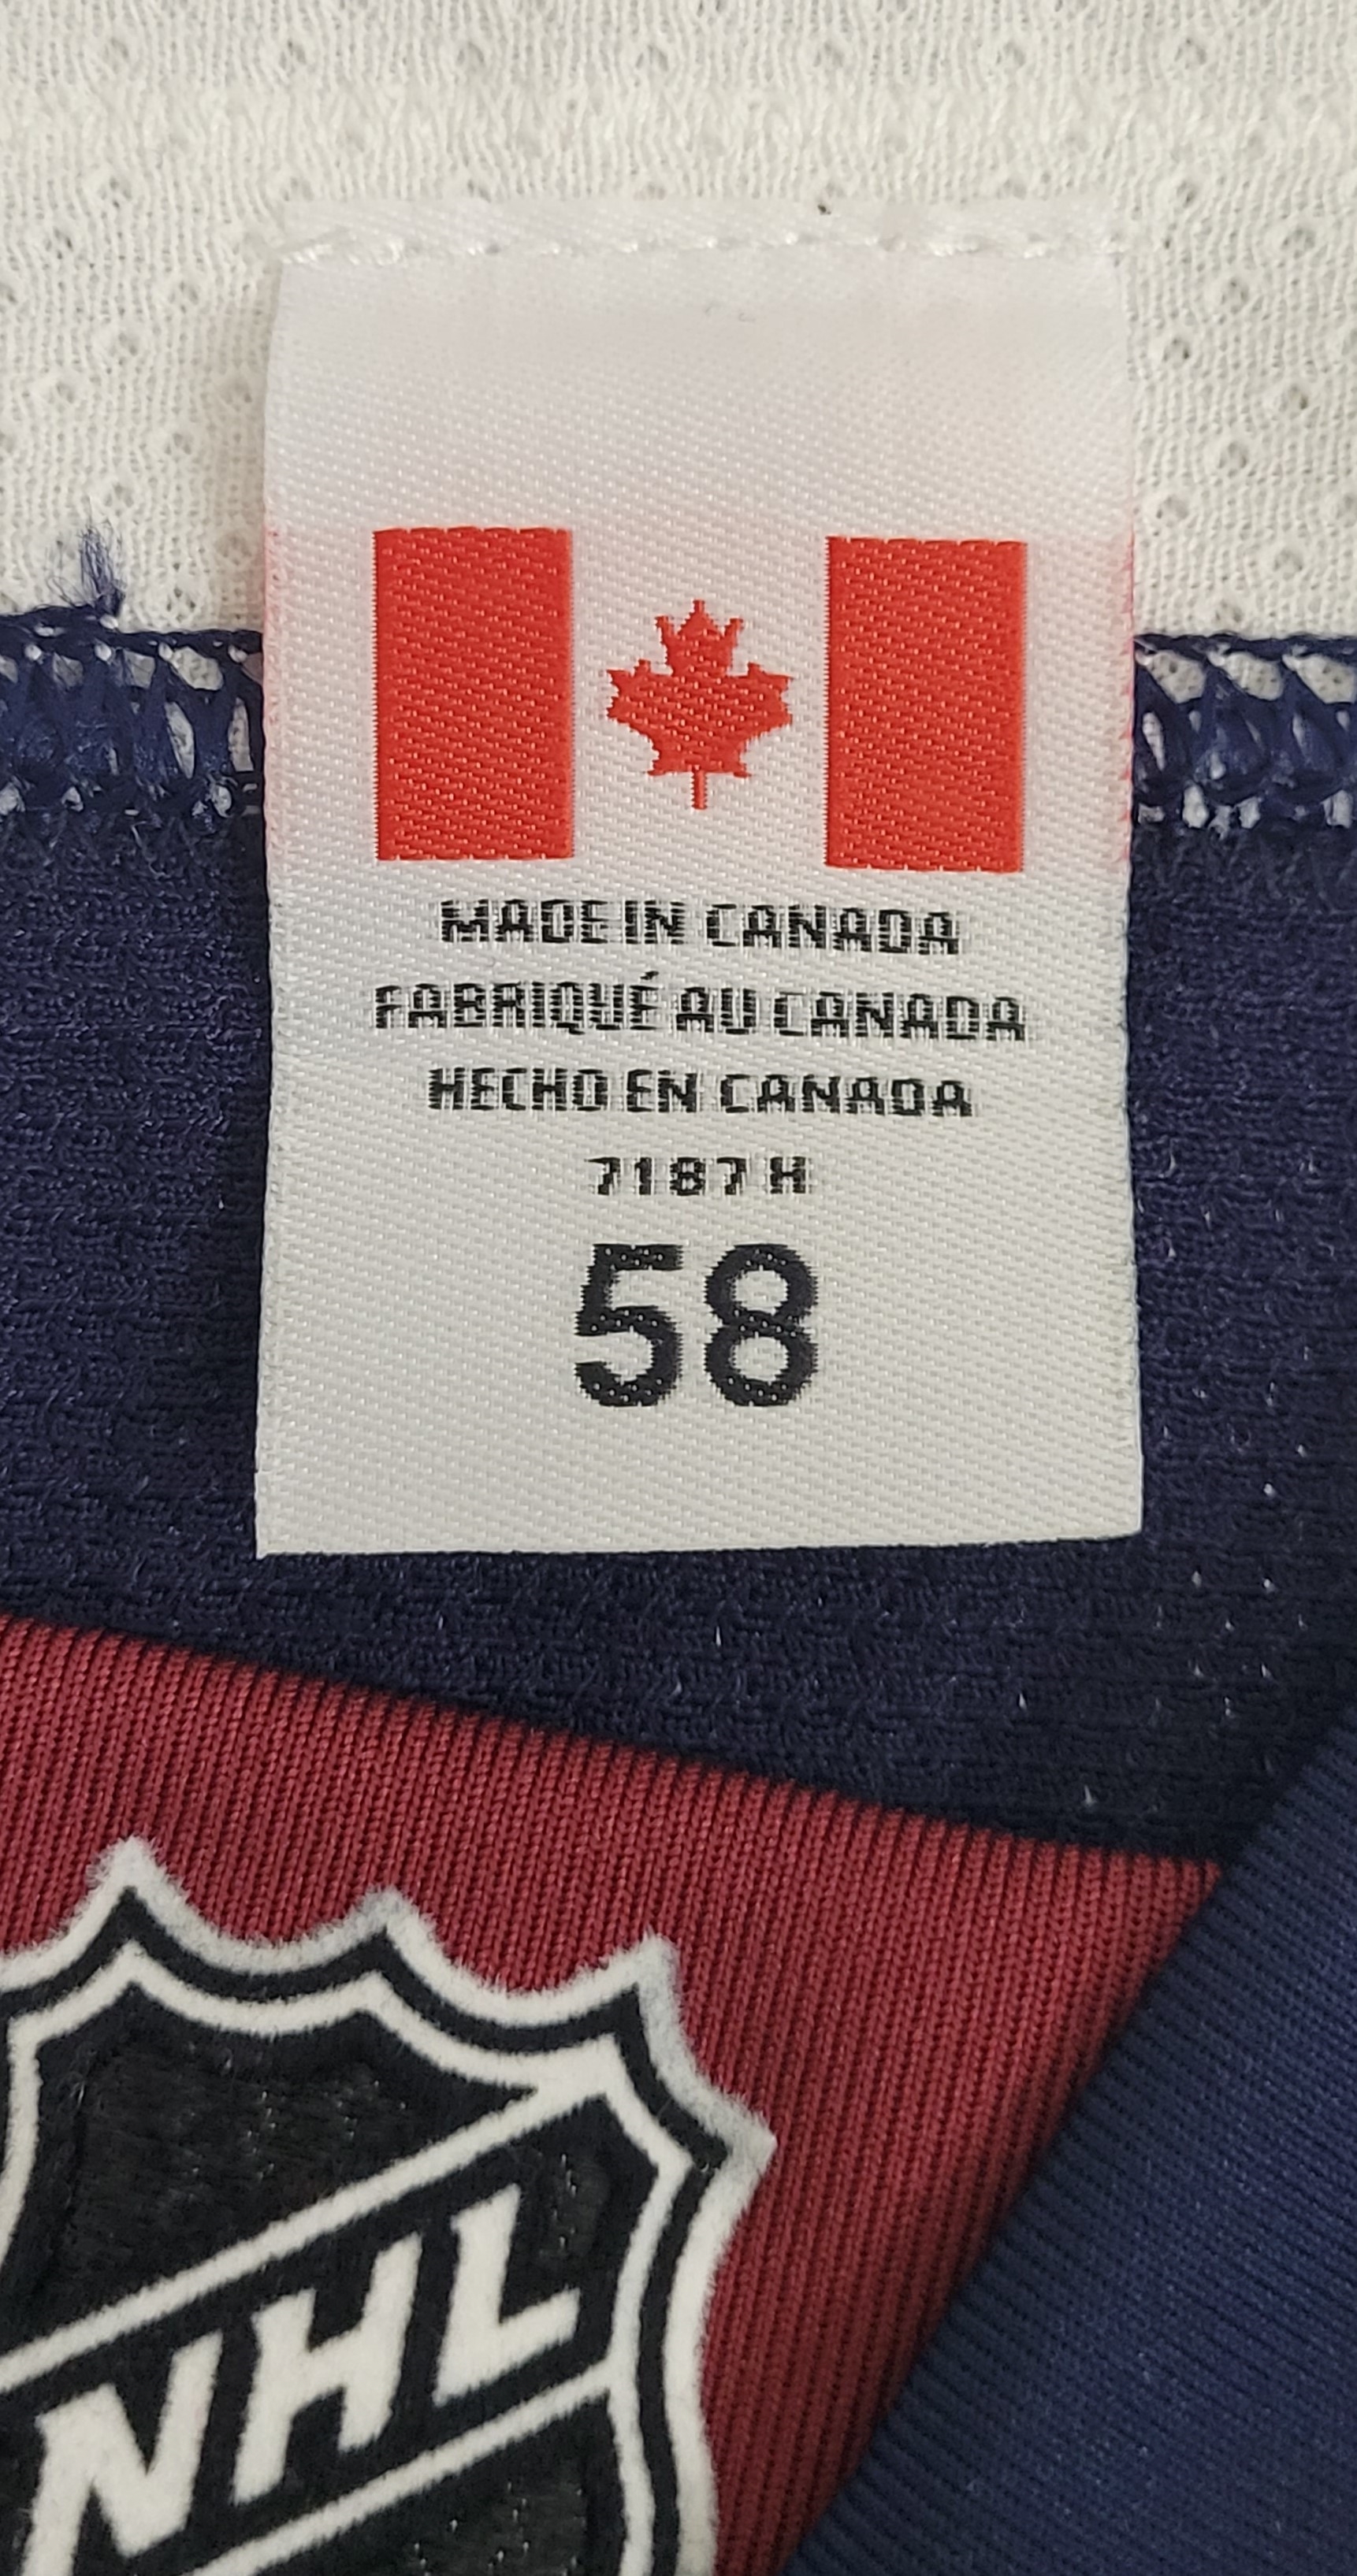 MADE IN CANADA
FABRIQUÉ AU CANADA
HECHO EN CANADA
7187 H
58
NHL